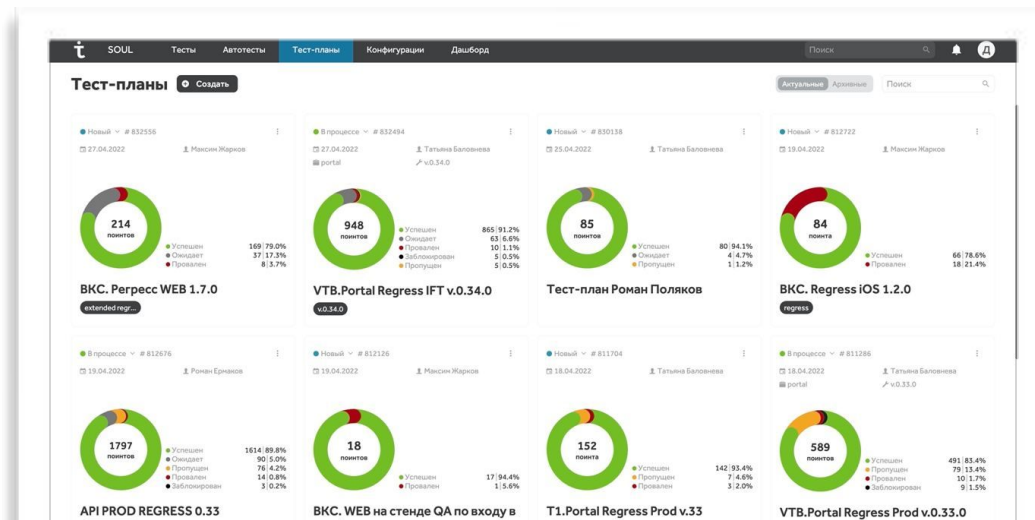 SOUL Тесты Автотесты Тест-планы Конфигурации Дашборд Поиск Д
Тест-планы Создать Актуальные Архивные Поиск
Новый # 832556
27.04.2022 Максим Жарков
214
поинтов
Успешен 169 79.0%
Ожидает 37 17.3%
Провален 8 3.7%
ВКС. Регресс WEB 1.7.0
extended regr...
В процессе # 832494
27.04.2022 Татьяна Баловнева
portal v.0.34.0
948
поинтов
Успешен 865 91.2%
Ожидает 63 6.6%
Провален 10 1.1%
Заблокирован 5 0.5%
Пропущен 5 0.5%
VTB.Portal Regress IFT v.0.34.0
v.0.34.0
Новый # 830138
25.04.2022 Татьяна Баловнева
85
поинтов
Успешен 80 94.1%
Ожидает 4 4.7%
Пропущен 1 1.2%
Тест-план Роман Поляков
Новый # 812722
19.04.2022 Максим Жарков
84
поинта
Успешен 66 78.6%
Провален 18 21.4%
ВКС. Regress iOS 1.2.0
regress
В процессе # 812676
19.04.2022 Роман Ермаков
1797
поинтов
Успешен 1614 89.8%
Ожидает 90 5.0%
Пропущен 76 4.2%
Провален 14 0.8%
Заблокирован 3 0.2%
API PROD REGRESS 0.33
Новый # 812126
19.04.2022 Максим Жарков
18
поинтов
Успешен 17 94.4%
Провален 1 5.6%
ВКС. WEB на стенде QA по входу в
Новый # 811704
18.04.2022 Татьяна Баловнева
152
поинта
Успешен 142 93.4%
Пропущен 7 4.6%
Провален 3 2.0%
T1.Portal Regress Prod v.33
В процессе # 811286
18.04.2022 Татьяна Баловнева
portal v.0.33.0
589
поинтов
Успешен 491 83.4%
Пропущен 79 13.4%
Провален 10 1.7%
Заблокирован 9 1.5%
VTB.Portal Regress Prod v.0.33.0